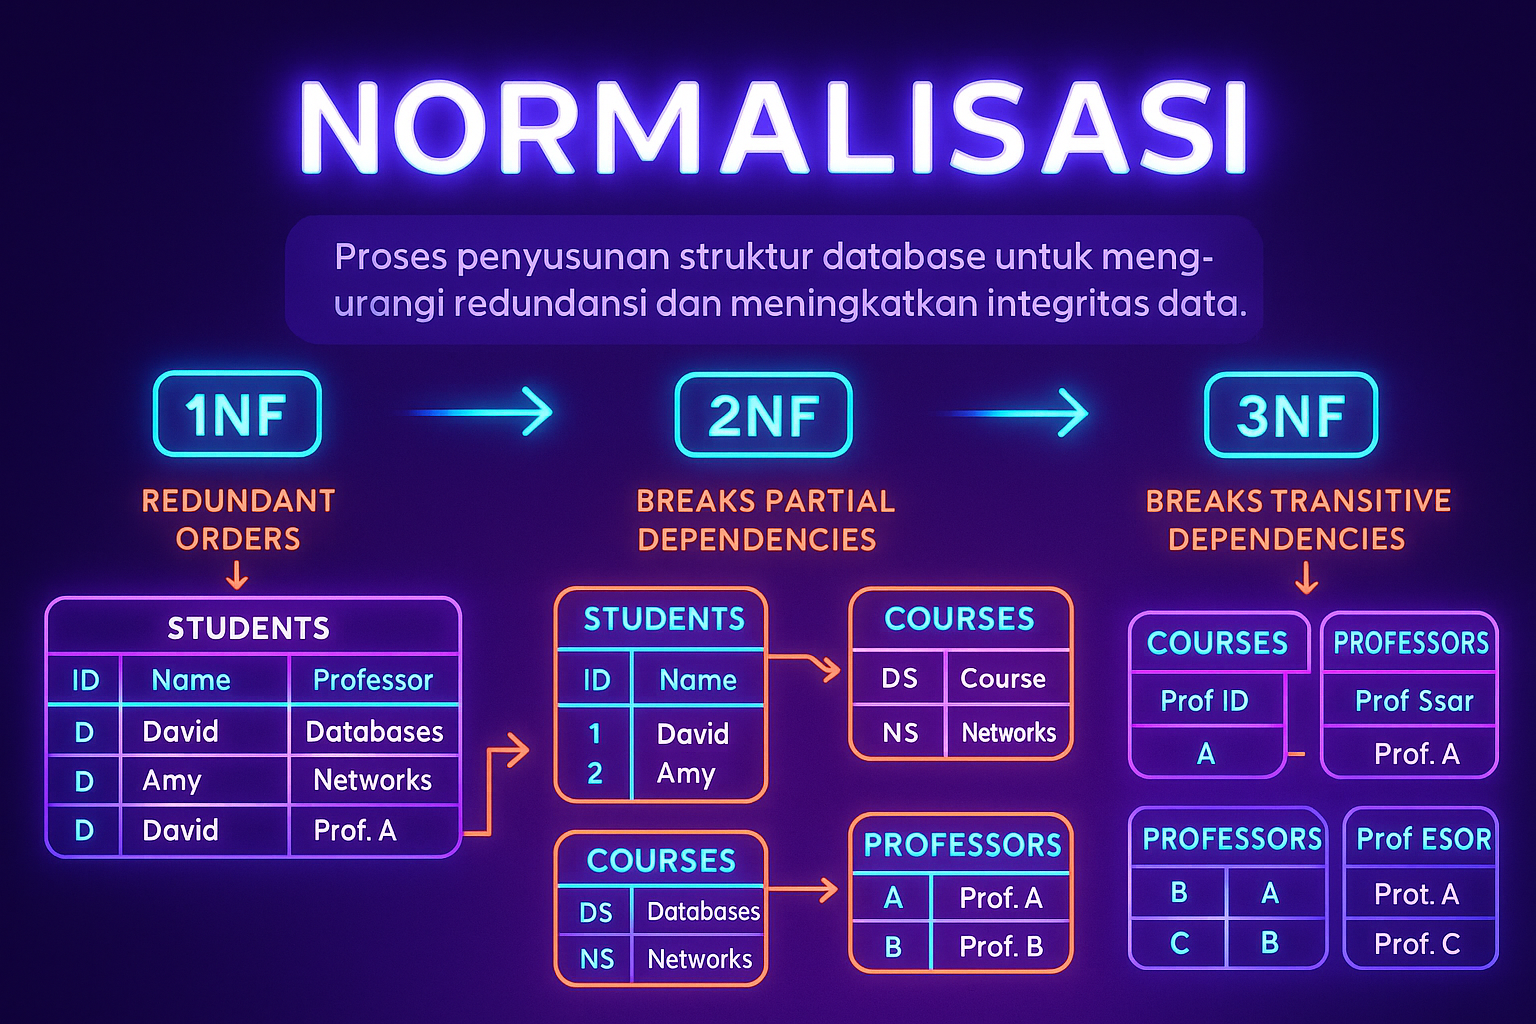 NORMALISASI
Proses penyusunan struktur database untuk meng-
urangi redundansi dan meningkatkan integritas data.
1NF
2NF
3NF
REDUNDANT
ORDERS
BREAKS PARTIAL
DEPENDENCIES
BREAKS TRANSITIVE
DEPENDENCIES
STUDENTS
ID Name Professor
D David Databases
D Amy Networks
D David Prof. A
STUDENTS
ID Name
1 David
2 Amy
COURSES
DS Course
NS Networks
COURSES
DS Databases
NS Networks
PROFESSORS
A Prof. A
B Prof. B
COURSES
Prof ID
A
PROFESSORS
Prof Ssar
Prof. A
PROFESSORS
B A
C B
Prof ESOR
Prot. A
Prof. C